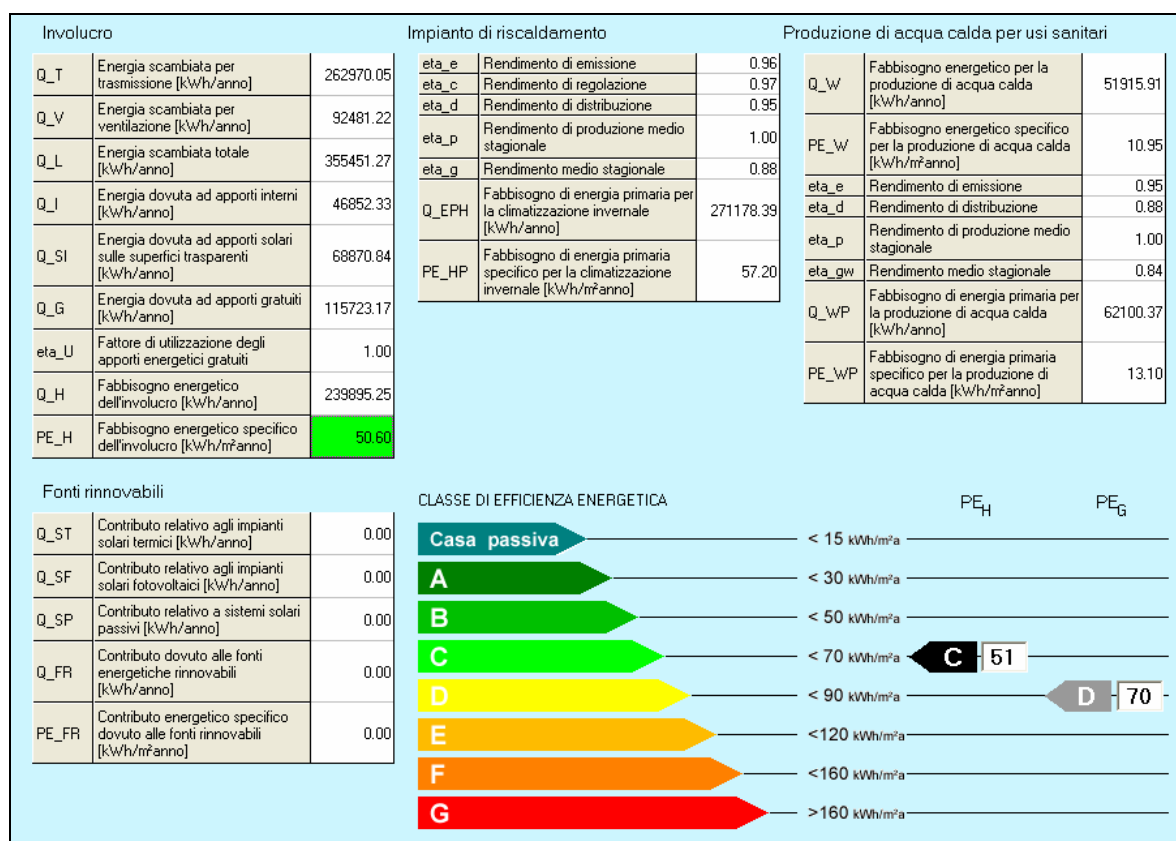 Involucro
Q_T Energia scambiata per
trasmissione [kWh/anno] 262970.05
Q_V Energia scambiata per
ventilazione [kWh/anno] 92481.22
Q_L Energia scambiata totale
[kWh/anno] 355451.27
Q_I Energia dovuta ad apporti interni
[kWh/anno] 46852.33
Q_SI Energia dovuta ad apporti solari
sulle superfici trasparenti
[kWh/anno] 68870.84
Q_G Energia dovuta ad apporti gratuiti
[kWh/anno] 115723.17
eta_U Fattore di utilizzazione degli
apporti energetici gratuiti 1.00
Q_H Fabbisogno energetico
dell'involucro [kWh/anno] 239895.25
PE_H Fabbisogno energetico specifico
dell'involucro [kWh/m²anno] 50.60
Impianto di riscaldamento
eta_e Rendimento di emissione 0.96
eta_c Rendimento di regolazione 0.97
eta_d Rendimento di distribuzione 0.95
eta_p Rendimento di produzione medio
stagionale 1.00
eta_g Rendimento medio stagionale 0.88
Q_EPH Fabbisogno di energia primaria per
la climatizzazione invernale
[kWh/anno] 271178.39
PE_HP Fabbisogno di energia primaria
specifico per la climatizzazione
invernale [kWh/m²anno] 57.20
Produzione di acqua calda per usi sanitari
Q_W Fabbisogno energetico per la
produzione di acqua calda
[kWh/anno] 51915.91
PE_W Fabbisogno energetico specifico
per la produzione di acqua calda
[kWh/m²anno] 10.95
eta_e Rendimento di emissione 0.95
eta_d Rendimento di distribuzione 0.88
eta_p Rendimento di produzione medio
stagionale 1.00
eta_gw Rendimento medio stagionale 0.84
Q_WP Fabbisogno di energia primaria per
la produzione di acqua calda
[kWh/anno] 62100.37
PE_WP Fabbisogno di energia primaria
specifico per la produzione di
acqua calda [kWh/m²anno] 13.10
Fonti rinnovabili
Q_ST Contributo relativo agli impianti
solari termici [kWh/anno] 0.00
Q_SF Contributo relativo agli impianti
solari fotovoltaici [kWh/anno] 0.00
Q_SP Contributo relativo a sistemi solari
passivi [kWh/anno] 0.00
Q_FR Contributo dovuto alle fonti
energetiche rinnovabili
[kWh/anno] 0.00
PE_FR Contributo energetico specifico
dovuto alle fonti rinnovabili
[kWh/m²anno] 0.00
CLASSE DI EFFICIENZA ENERGETICA PE_H PE_G
Casa passiva < 15 kWh/m²a
A < 30 kWh/m²a
B < 50 kWh/m²a
C < 70 kWh/m²a C 51
D < 90 kWh/m²a D 70
E <120 kWh/m²a
F <160 kWh/m²a
G >160 kWh/m²a